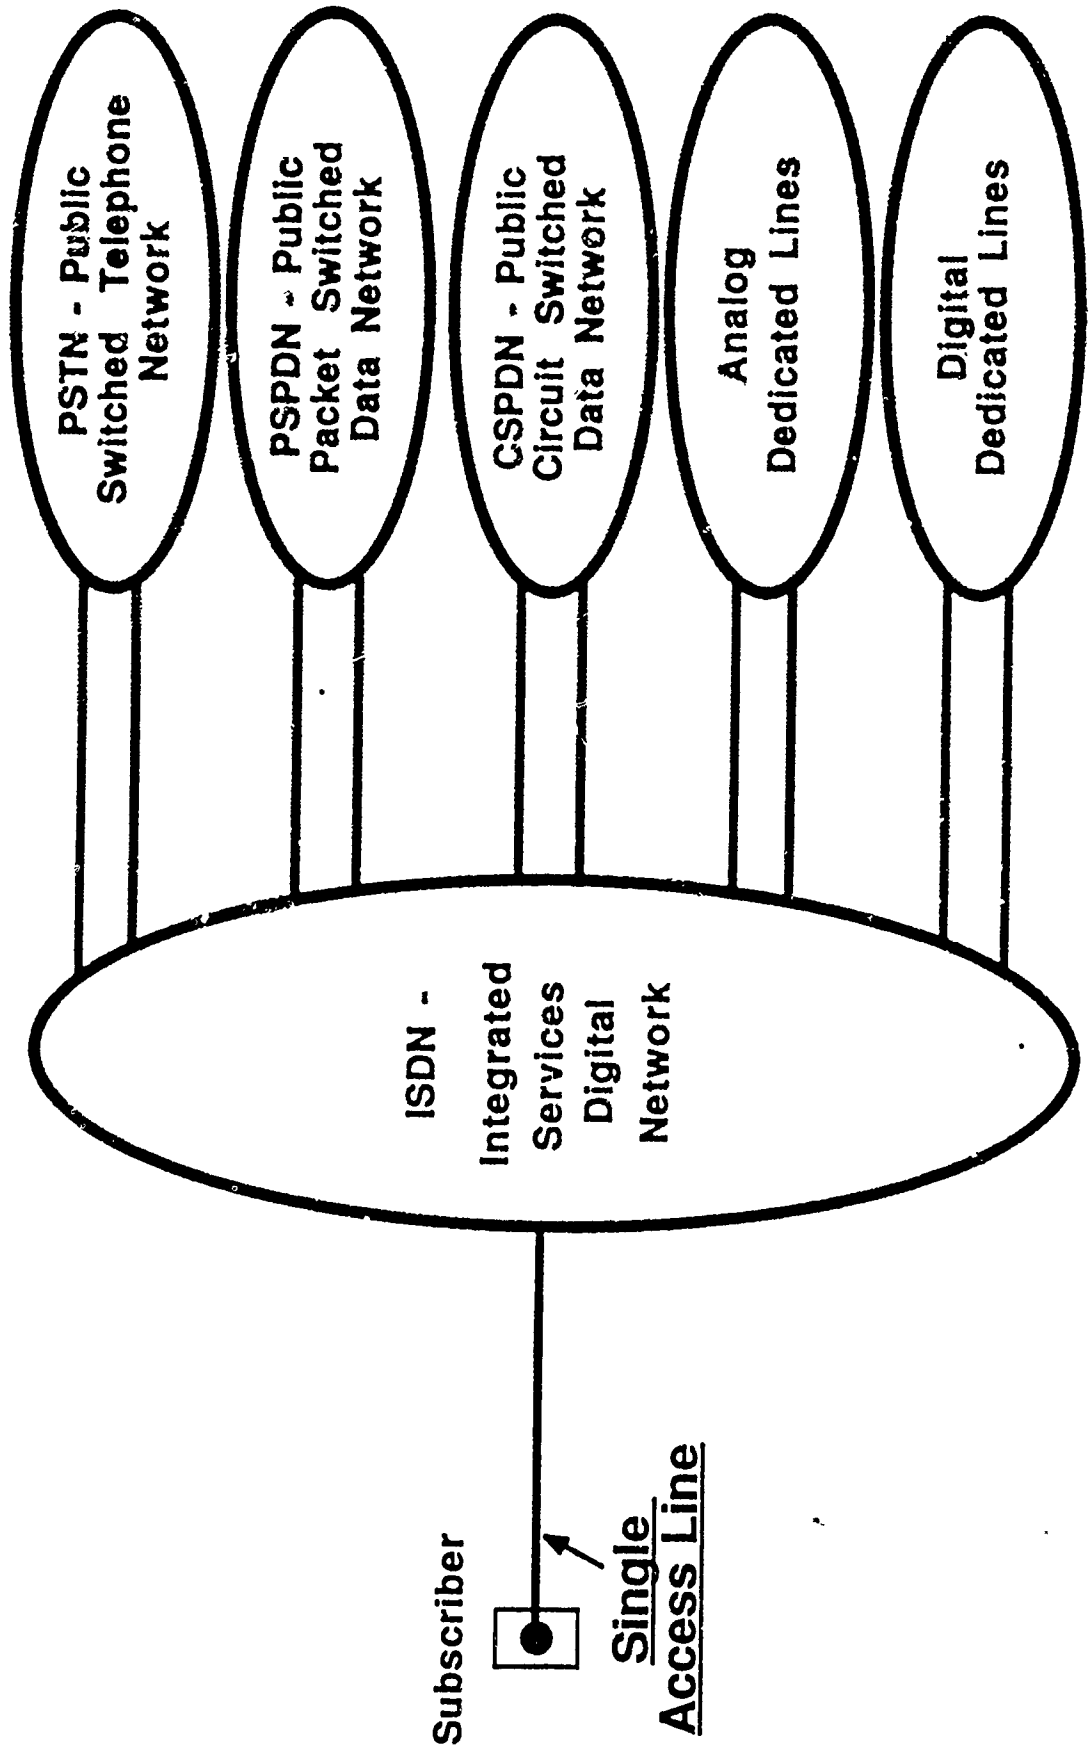 PSTN - Public
Switched Telephone
Network
PSPDN - Public
Packet Switched
Data Network
CSPDN - Public
Circuit Switched
Data Network
Analog
Dedicated Lines
Digital
Dedicated Lines
ISDN -
Integrated
Services
Digital
Network
Subscriber
Single
Access Line